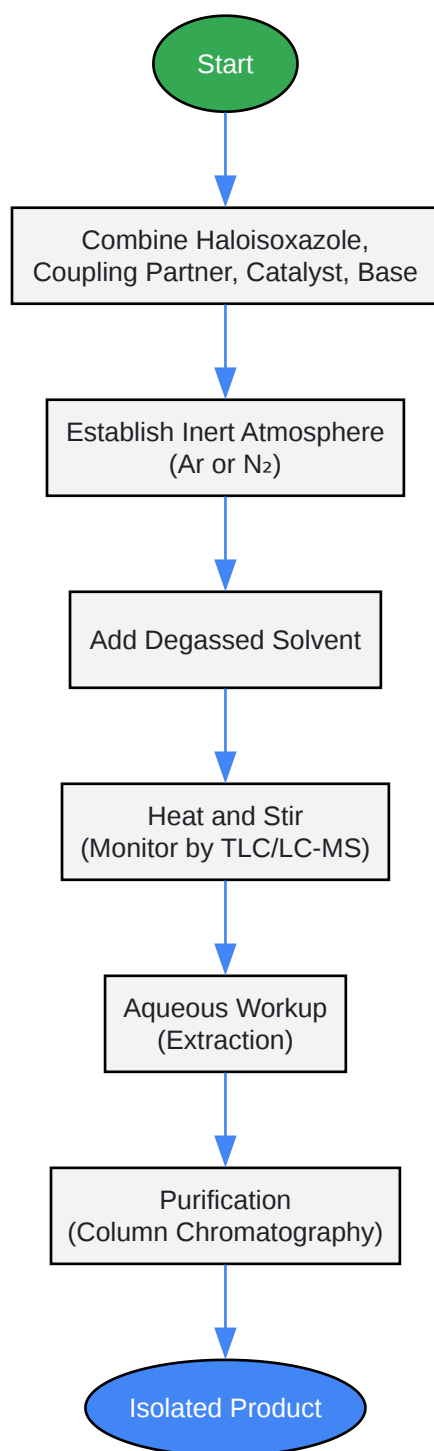 Start
Combine Haloisoxazole,
Coupling Partner, Catalyst, Base
Establish Inert Atmosphere
(Ar or N₂)
Add Degassed Solvent
Heat and Stir
(Monitor by TLC/LC-MS)
Aqueous Workup
(Extraction)
Purification
(Column Chromatography)
Isolated Product